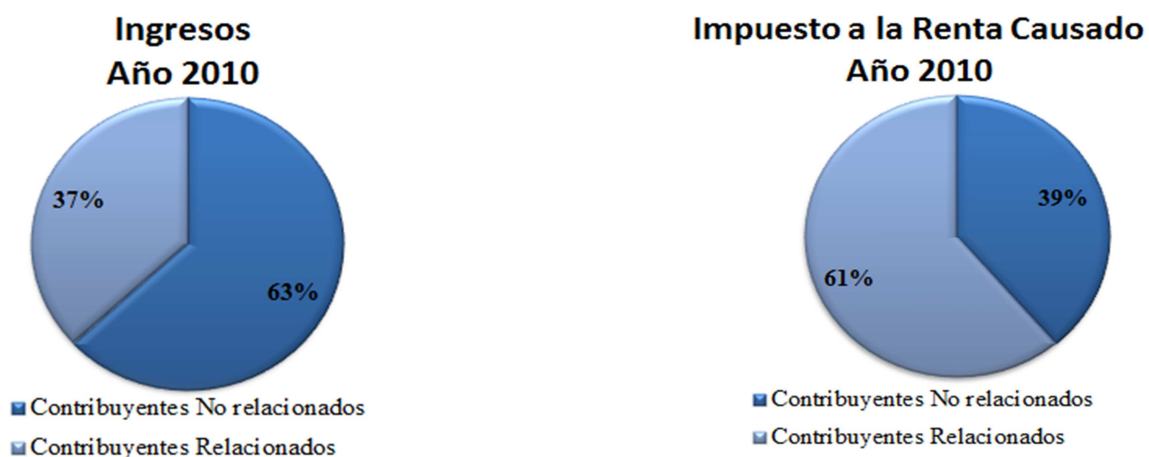 Ingresos
Año 2010
37%
63%
Contribuyentes No relacionados
Contribuyentes Relacionados
Impuesto a la Renta Causado
Año 2010
39%
61%
Contribuyentes No relacionados
Contribuyentes Relacionados